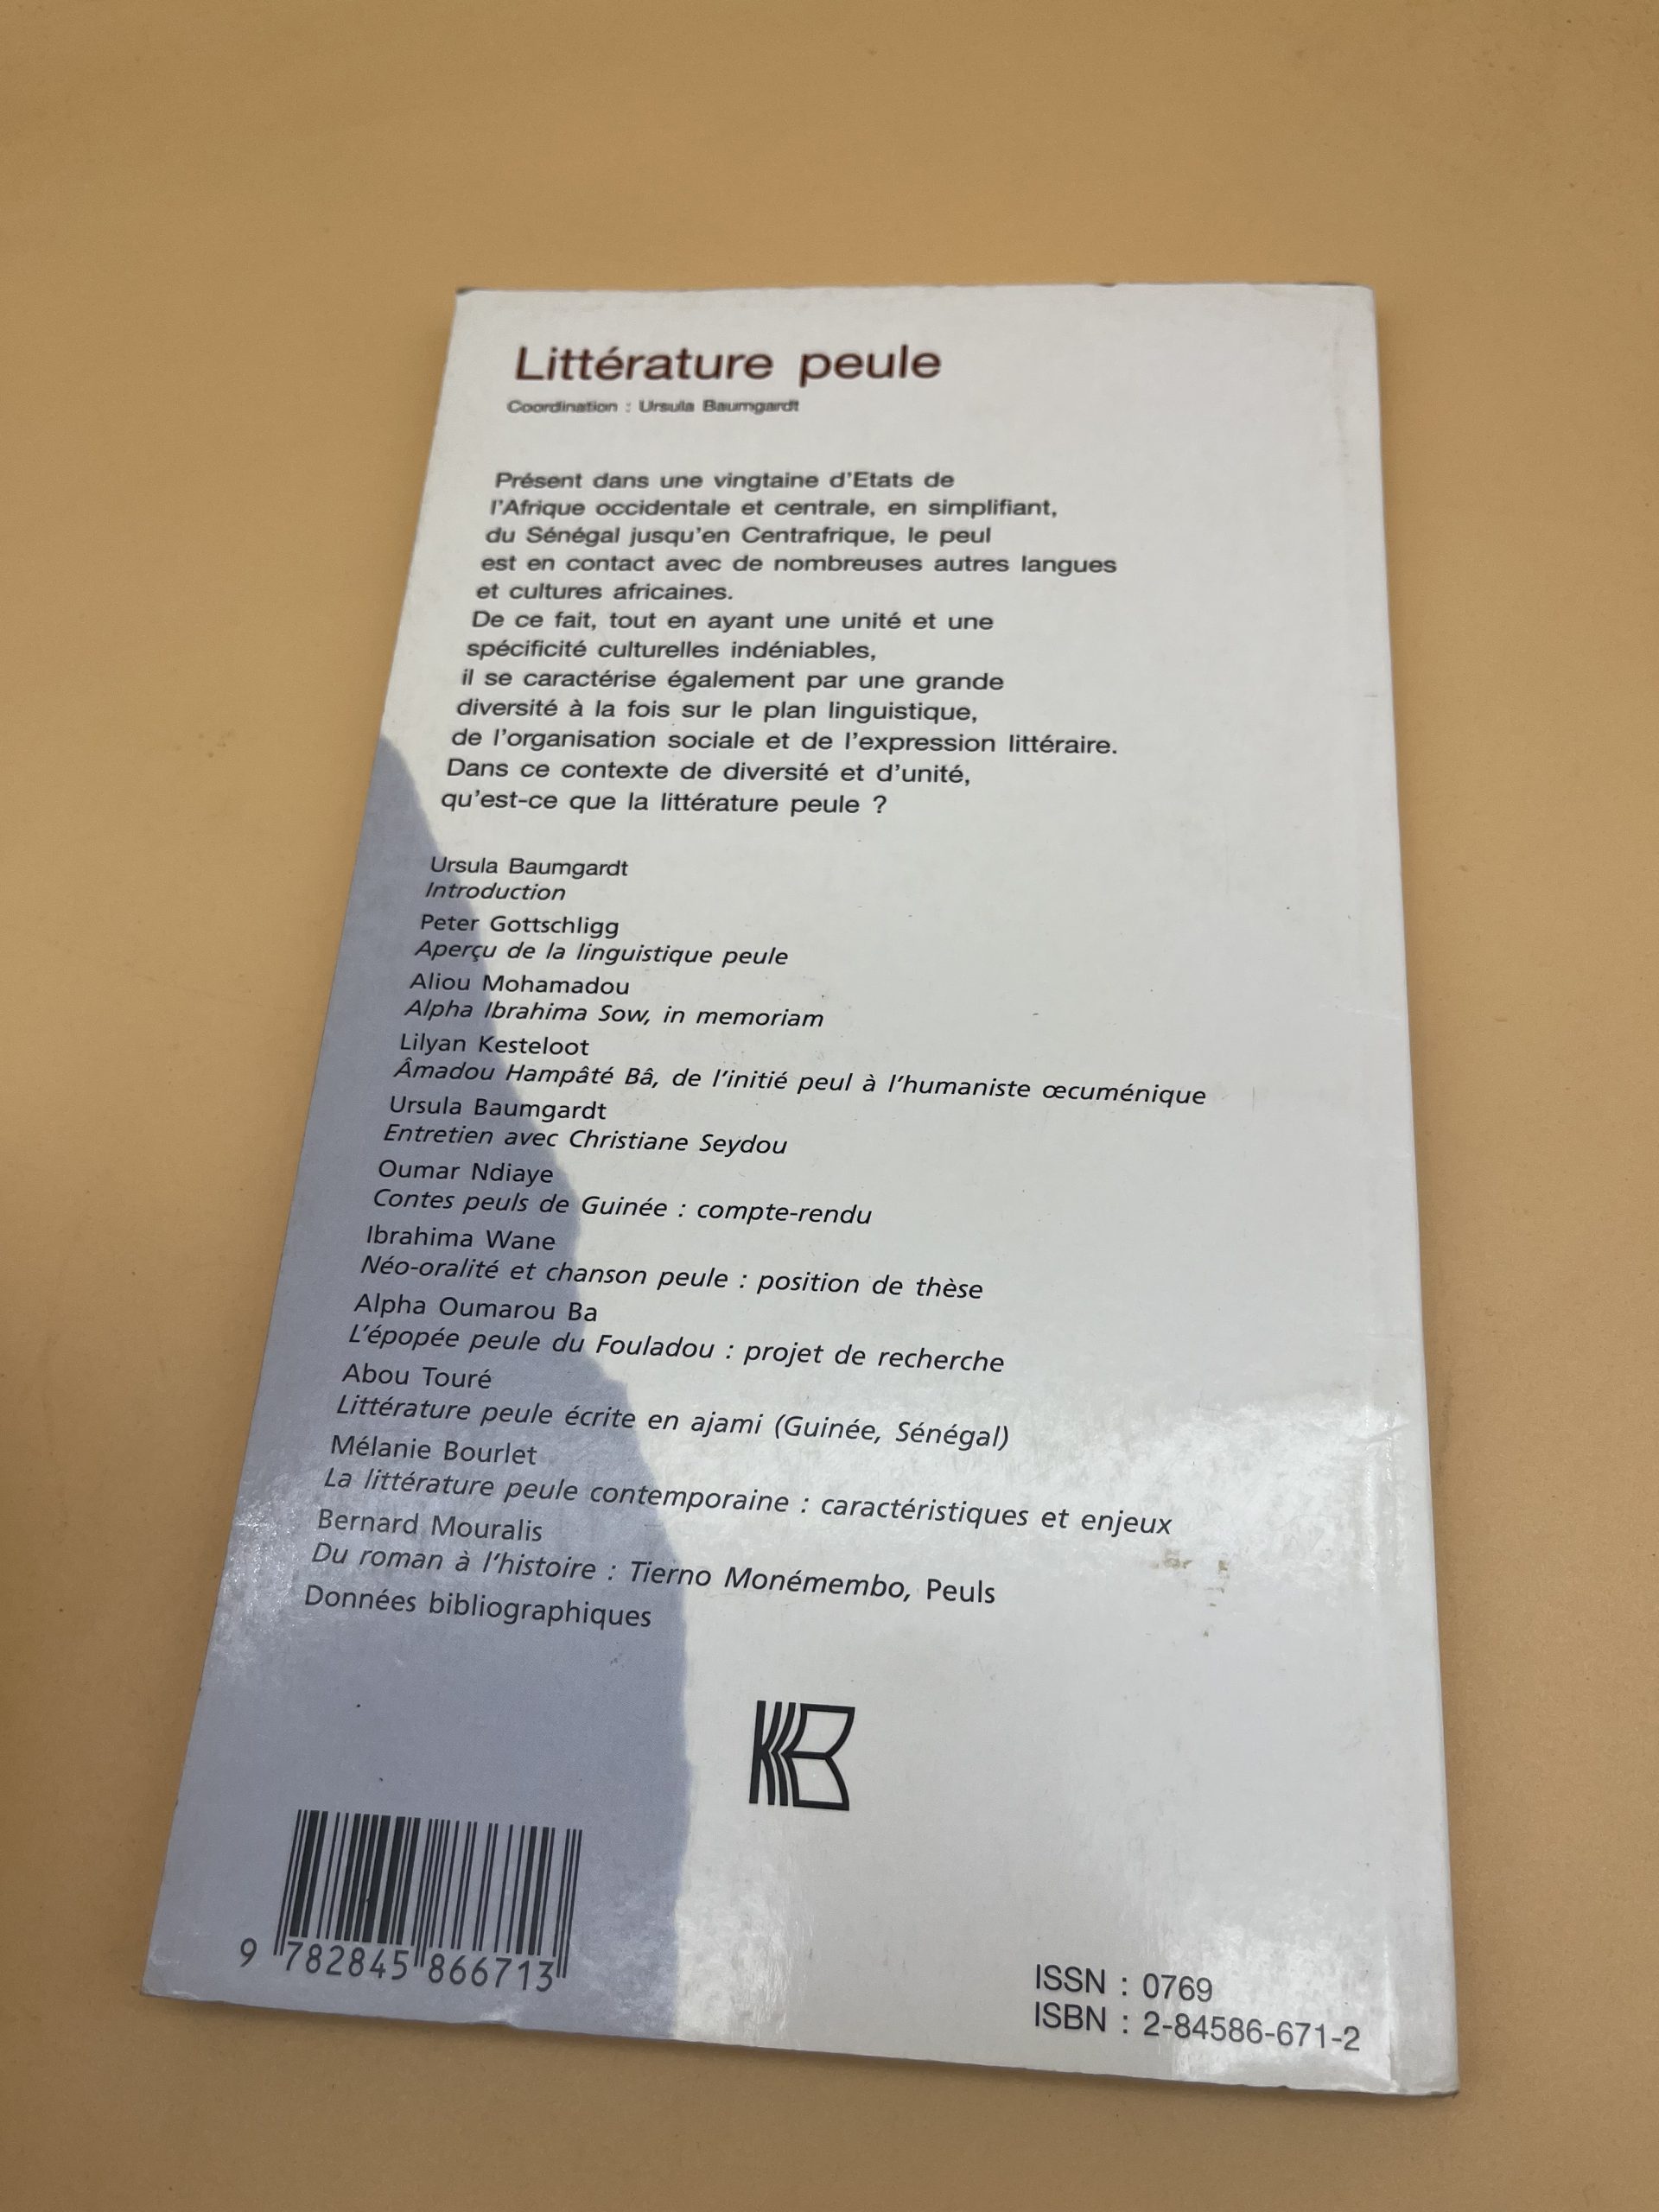 Littérature peule
Coordination : Ursula Baumgardt
Présent dans une vingtaine d'Etats de
l'Afrique occidentale et centrale, en simplifiant,
du Sénégal jusqu'en Centrafrique, le peul
est en contact avec de nombreuses autres langues
et cultures africaines.
De ce fait, tout en ayant une unité et une
spécificité culturelles indéniables,
il se caractérise également par une grande
diversité à la fois sur le plan linguistique,
de l'organisation sociale et de l'expression littéraire.
Dans ce contexte de diversité et d'unité,
qu'est-ce que la littérature peule ?
Ursula Baumgardt
Introduction
Peter Gottschligg
Aperçu de la linguistique peule
Aliou Mohamadou
Alpha Ibrahima Sow, in memoriam
Lilyan Kesteloot
Âmadou Hampâté Bâ, de l'initié peul à l'humaniste œcuménique
Ursula Baumgardt
Entretien avec Christiane Seydou
Oumar Ndiaye
Contes peuls de Guinée : compte-rendu
Ibrahima Wane
Néo-oralité et chanson peule : position de thèse
Alpha Oumarou Ba
L'épopée peule du Fouladou : projet de recherche
Abou Touré
Littérature peule écrite en ajami (Guinée, Sénégal)
Mélanie Bourlet
La littérature peule contemporaine : caractéristiques et enjeux
Bernard Mouralis
Du roman à l'histoire : Tierno Monémembo, Peuls
Données bibliographiques
9 782845 866713
ISSN : 0769
ISBN : 2-84586-671-2